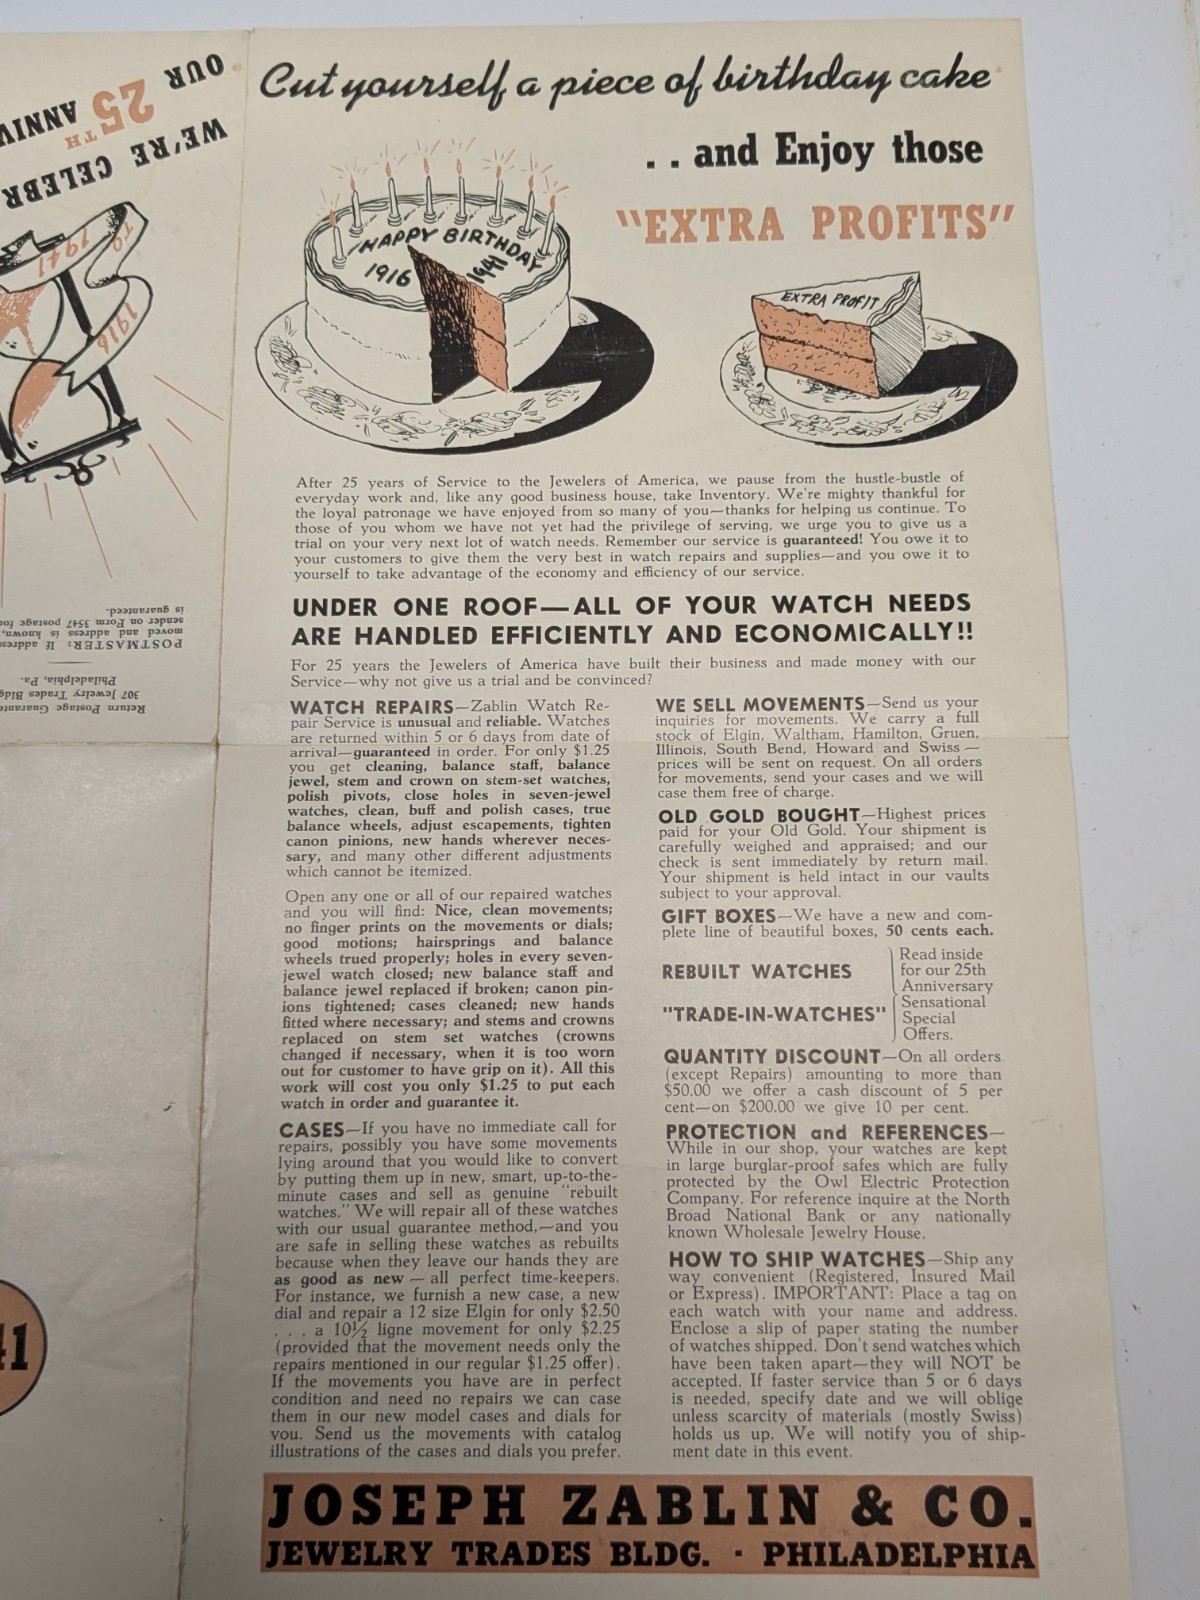 Cut yourself a piece of birthday cake
. . and Enjoy those
"EXTRA PROFITS"
HAPPY BIRTHDAY
1916
1941
EXTRA PROFIT
After 25 years of Service to the Jewelers of America, we pause from the hustle-bustle of
everyday work and, like any good business house, take Inventory. We're mighty thankful for
the loyal patronage we have enjoyed from so many of you—thanks for helping us continue. To
those of you whom we have not yet had the privilege of serving, we urge you to give us a
trial on your very next lot of watch needs. Remember our service is guaranteed! You owe it to
your customers to give them the very best in watch repairs and supplies—and you owe it to
yourself to take advantage of the economy and efficiency of our service.
UNDER ONE ROOF—ALL OF YOUR WATCH NEEDS
ARE HANDLED EFFICIENTLY AND ECONOMICALLY!!
For 25 years the Jewelers of America have built their business and made money with our
Service—why not give us a trial and be convinced?
WATCH REPAIRS—Zablin Watch Re-
pair Service is unusual and reliable. Watches
are returned within 5 or 6 days from date of
arrival—guaranteed in order. For only $1.25
you get cleaning, balance staff, balance
jewel, stem and crown on stem-set watches,
polish pivots, close holes in seven-jewel
watches, clean, buff and polish cases, true
balance wheels, adjust escapements, tighten
canon pinions, new hands wherever neces-
sary, and many other different adjustments
which cannot be itemized.
Open any one or all of our repaired watches
and you will find: Nice, clean movements;
no finger prints on the movements or dials;
good motions; hairsprings and balance
wheels trued properly; holes in every seven-
jewel watch closed; new balance staff and
balance jewel replaced if broken; canon pin-
ions tightened; cases cleaned; new hands
fitted where necessary; and stems and crowns
replaced on stem set watches (crowns
changed if necessary, when it is too worn
out for customer to have grip on it). All this
work will cost you only $1.25 to put each
watch in order and guarantee it.
CASES—If you have no immediate call for
repairs, possibly you have some movements
lying around that you would like to convert
by putting them up in new, smart, up-to-the-
minute cases and sell as genuine "rebuilt
watches." We will repair all of these watches
with our usual guarantee method,—and you
are safe in selling these watches as rebuilts
because when they leave our hands they are
as good as new — all perfect time-keepers.
For instance, we furnish a new case, a new
dial and repair a 12 size Elgin for only $2.50
. . . a 10½ ligne movement for only $2.25
(provided that the movement needs only the
repairs mentioned in our regular $1.25 offer).
If the movements you have are in perfect
condition and need no repairs we can case
them in our new model cases and dials for
you. Send us the movements with catalog
illustrations of the cases and dials you prefer.
WE SELL MOVEMENTS—Send us your
inquiries for movements. We carry a full
stock of Elgin, Waltham, Hamilton, Gruen,
Illinois, South Bend, Howard and Swiss —
prices will be sent on request. On all orders
for movements, send your cases and we will
case them free of charge.
OLD GOLD BOUGHT—Highest prices
paid for your Old Gold. Your shipment is
carefully weighed and appraised; and our
check is sent immediately by return mail.
Your shipment is held intact in our vaults
subject to your approval.
GIFT BOXES—We have a new and com-
plete line of beautiful boxes, 50 cents each.
REBUILT WATCHES
"TRADE-IN-WATCHES"
Read inside
for our 25th
Anniversary
Sensational
Special
Offers.
QUANTITY DISCOUNT—On all orders
(except Repairs) amounting to more than
$50.00 we offer a cash discount of 5 per
cent—on $200.00 we give 10 per cent.
PROTECTION and REFERENCES—
While in our shop, your watches are kept
in large burglar-proof safes which are fully
protected by the Owl Electric Protection
Company. For reference inquire at the North
Broad National Bank or any nationally
known Wholesale Jewelry House.
HOW TO SHIP WATCHES—Ship any
way convenient (Registered, Insured Mail
or Express). IMPORTANT: Place a tag on
each watch with your name and address.
Enclose a slip of paper stating the number
of watches shipped. Don't send watches which
have been taken apart—they will NOT be
accepted. If faster service than 5 or 6 days
is needed, specify date and we will oblige
unless scarcity of materials (mostly Swiss)
holds us up. We will notify you of ship-
ment date in this event.
JOSEPH ZABLIN & CO.
JEWELRY TRADES BLDG. · PHILADELPHIA
Return Postage Guarante
307 Jewelry Trades Bldg
Philadelphia, Pa.
POSTMASTER: If address
moved and address is known,
sender on Form 3547 postage fo
is guaranteed.
1916
TO
1941
WE'RE CELEBR
OUR 25TH ANNIV
41